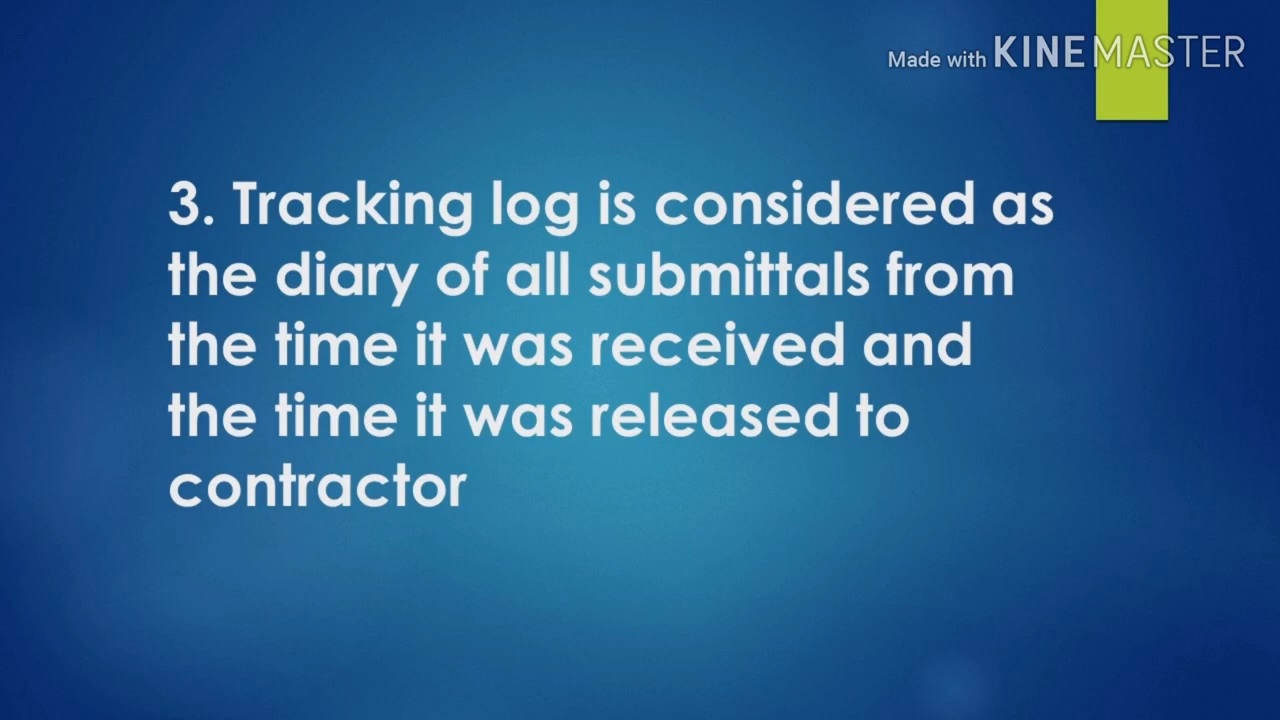 Made with KINEMASTER
3. Tracking log is considered as
the diary of all submittals from
the time it was received and
the time it was released to
contractor